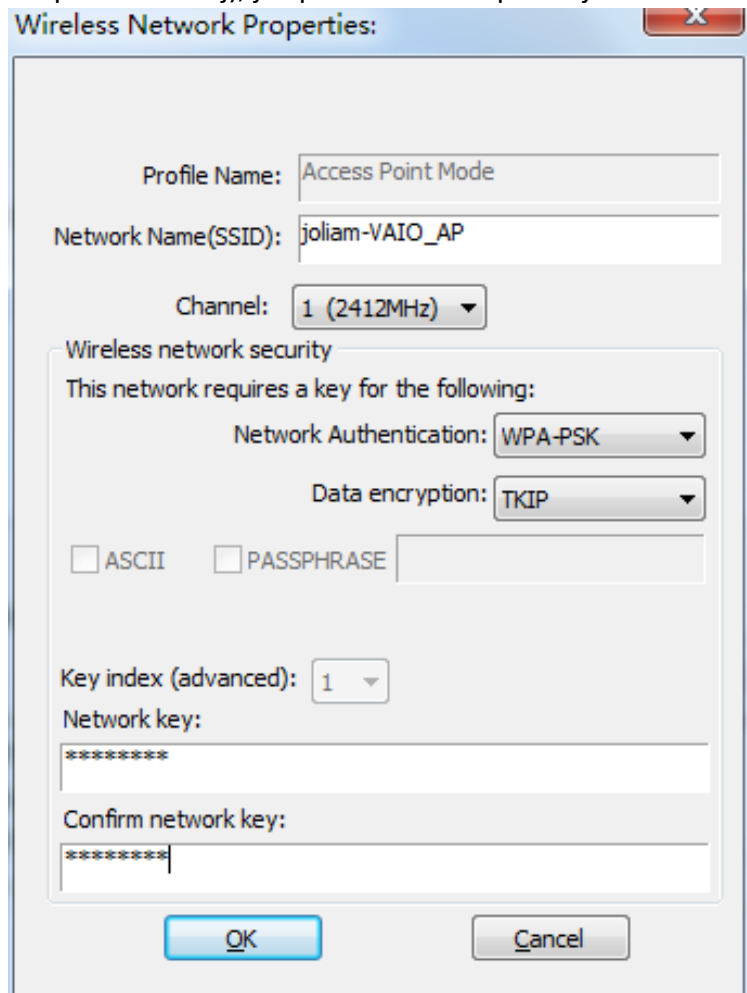 Wireless Network Properties:
Profile Name: Access Point Mode
Network Name(SSID): joliam-VAIO_AP
Channel: 1 (2412MHz)
Wireless network security
This network requires a key for the following:
Network Authentication: WPA-PSK
Data encryption: TKIP
ASCII PASSPHRASE
Key index (advanced): 1
Network key:
********
Confirm network key:
********
OK Cancel